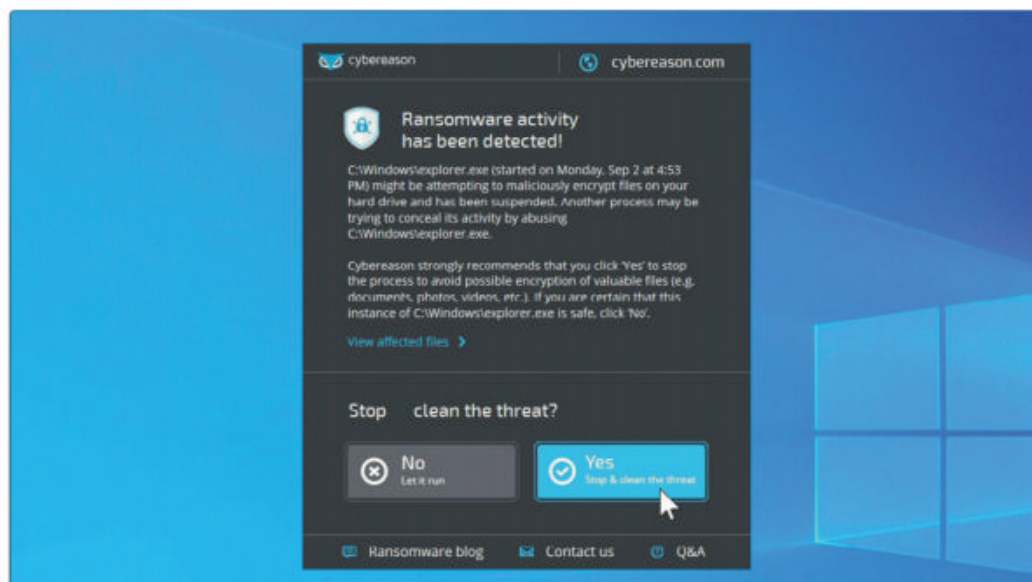 cybereason
cybereason.com
Ransomware activity
has been detected!
C:\Windows\explorer.exe (started on Monday, Sep 2 at 4:53
PM) might be attempting to maliciously encrypt files on your
hard drive and has been suspended. Another process may be
trying to conceal its activity by abusing
C:\Windows\explorer.exe.
Cybereason strongly recommends that you click 'Yes' to stop
the process to avoid possible encryption of valuable files (e.g.
documents, photos, videos, etc.). If you are certain that this
instance of C:\Windows\explorer.exe is safe, click 'No'.
View affected files
Stop clean the threat?
No
Let it run
Yes
Stop & clean the threat
Ransomware blog
Contact us
Q&A